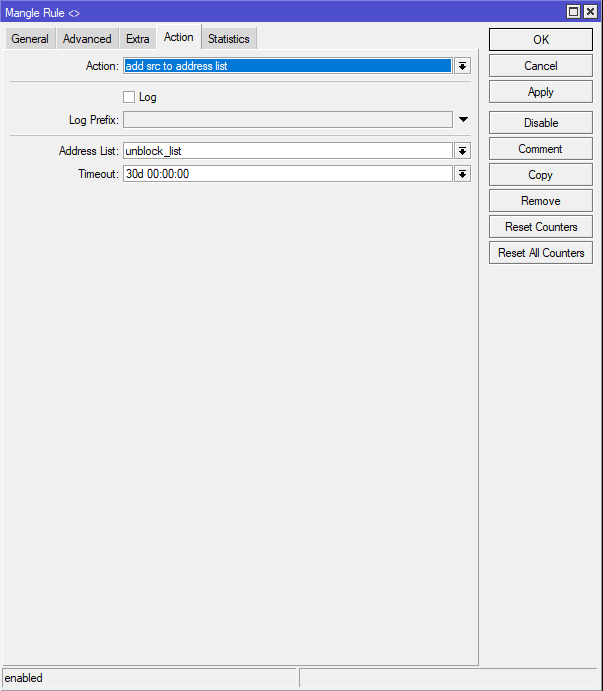 Mangle Rule <>
General
Advanced
Extra
Action
Statistics
Action: add src to address list
Log
Log Prefix:
Address List: unblock_list
Timeout: 30d 00:00:00
OK
Cancel
Apply
Disable
Comment
Copy
Remove
Reset Counters
Reset All Counters
enabled